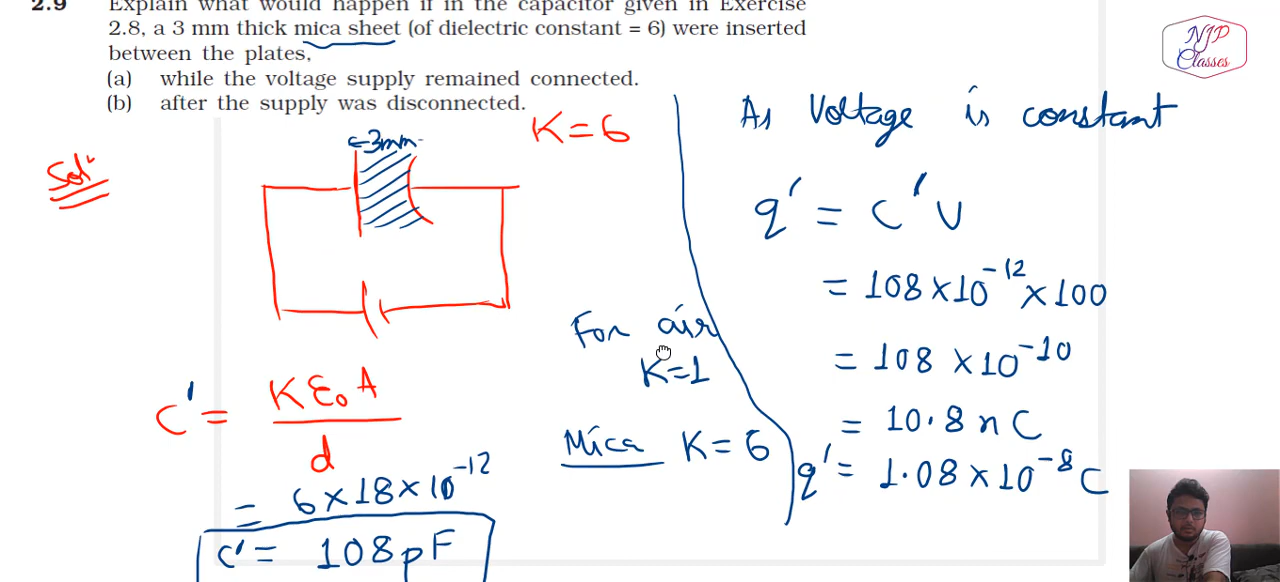 2.9 Explain what would happen if in the capacitor given in Exercise
2.8, a 3 mm thick mica sheet (of dielectric constant = 6) were inserted
between the plates,
(a) while the voltage supply remained connected.
(b) after the supply was disconnected.
NJP
Classes
Sol.
3mm
K=6
C' = Kε₀A / d
= 6×18×10⁻¹²
C' = 108pF
For air
K=1
Mica K=6
As Voltage is constant
q' = C'V
= 108×10⁻¹²×100
= 108×10⁻¹⁰
= 10.8 nC
q' = 1.08×10⁻⁸ C